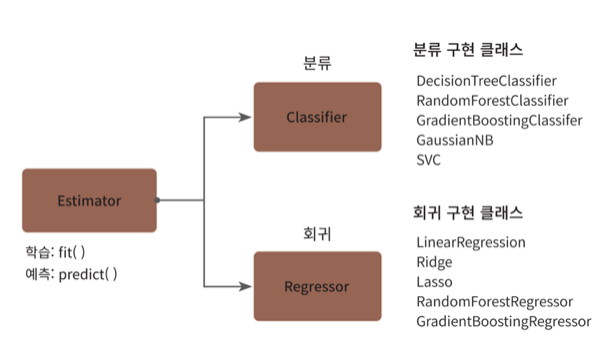 분류
Classifier
분류 구현 클래스
DecisionTreeClassifier
RandomForestClassifier
GradientBoostingClassifer
GaussianNB
SVC
Estimator
학습: fit( )
예측: predict( )
회귀
Regressor
회귀 구현 클래스
LinearRegression
Ridge
Lasso
RandomForestRegressor
GradientBoostingRegressor